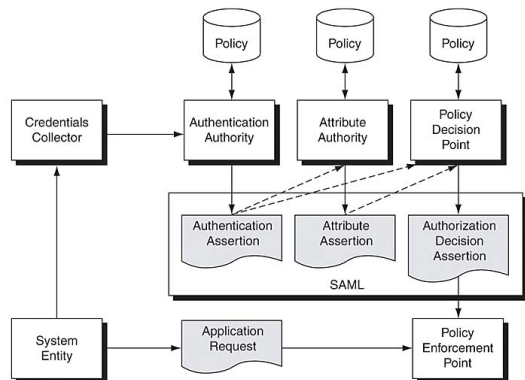 Policy
Policy
Policy
Credentials
Collector
Authentication
Authority
Attribute
Authority
Policy
Decision
Point
Authentication
Assertion
Attribute
Assertion
Authorization
Decision
Assertion
SAML
System
Entity
Application
Request
Policy
Enforcement
Point